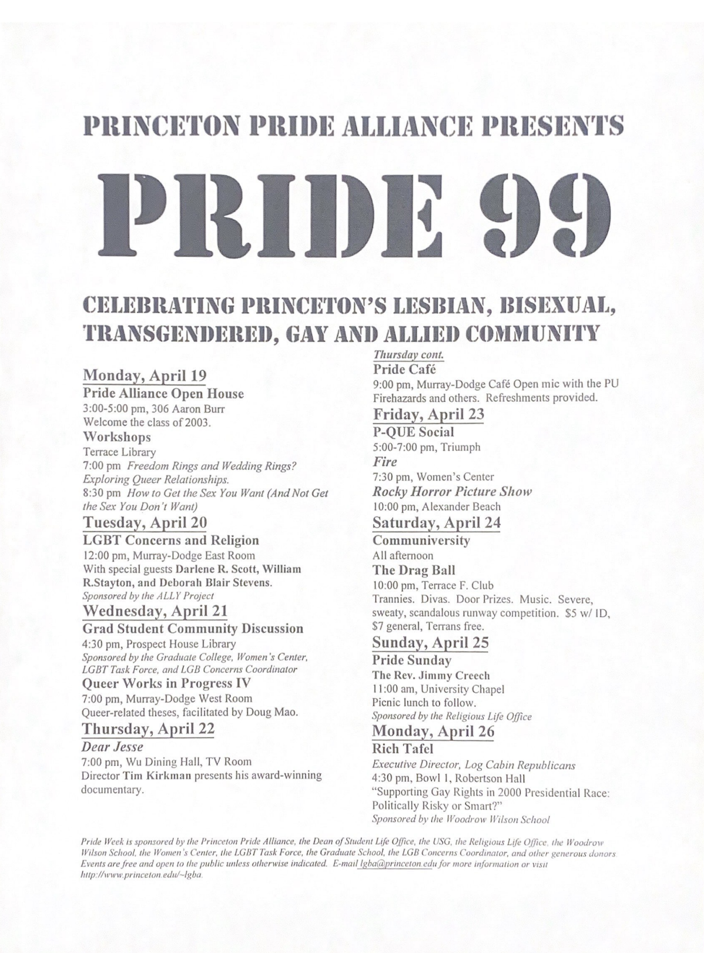 PRINCETON PRIDE ALLIANCE PRESENTS
PRIDE 99
CELEBRATING PRINCETON'S LESBIAN, BISEXUAL,
TRANSGENDERED, GAY AND ALLIED COMMUNITY
Monday, April 19
Pride Alliance Open House
3:00-5:00 pm, 306 Aaron Burr
Welcome the class of 2003.
Workshops
Terrace Library
7:00 pm Freedom Rings and Wedding Rings?
Exploring Queer Relationships.
8:30 pm How to Get the Sex You Want (And Not Get
the Sex You Don't Want)
Tuesday, April 20
LGBT Concerns and Religion
12:00 pm, Murray-Dodge East Room
With special guests Darlene R. Scott, William
R.Stayton, and Deborah Blair Stevens.
Sponsored by the ALLY Project
Wednesday, April 21
Grad Student Community Discussion
4:30 pm, Prospect House Library
Sponsored by the Graduate College, Women's Center,
LGBT Task Force, and LGB Concerns Coordinator
Queer Works in Progress IV
7:00 pm, Murray-Dodge West Room
Queer-related theses, facilitated by Doug Mao.
Thursday, April 22
Dear Jesse
7:00 pm, Wu Dining Hall, TV Room
Director Tim Kirkman presents his award-winning
documentary.
Thursday cont.
Pride Café
9:00 pm, Murray-Dodge Café Open mic with the PU
Firehazards and others. Refreshments provided.
Friday, April 23
P-QUE Social
5:00-7:00 pm, Triumph
Fire
7:30 pm, Women's Center
Rocky Horror Picture Show
10:00 pm, Alexander Beach
Saturday, April 24
Communiversity
All afternoon
The Drag Ball
10:00 pm, Terrace F. Club
Trannies. Divas. Door Prizes. Music. Severe,
sweaty, scandalous runway competition. $5 w/ ID,
$7 general, Terrans free.
Sunday, April 25
Pride Sunday
The Rev. Jimmy Creech
11:00 am, University Chapel
Picnic lunch to follow.
Sponsored by the Religious Life Office
Monday, April 26
Rich Tafel
Executive Director, Log Cabin Republicans
4:30 pm, Bowl 1, Robertson Hall
"Supporting Gay Rights in 2000 Presidential Race:
Politically Risky or Smart?"
Sponsored by the Woodrow Wilson School
Pride Week is sponsored by the Princeton Pride Alliance, the Dean of Student Life Office, the USG, the Religious Life Office, the Woodrow
Wilson School, the Women's Center, the LGBT Task Force, the Graduate School, the LGB Concerns Coordinator, and other generous donors.
Events are free and open to the public unless otherwise indicated. E-mail lgba@princeton.edu for more information or visit
http://www.princeton.edu/~lgba.